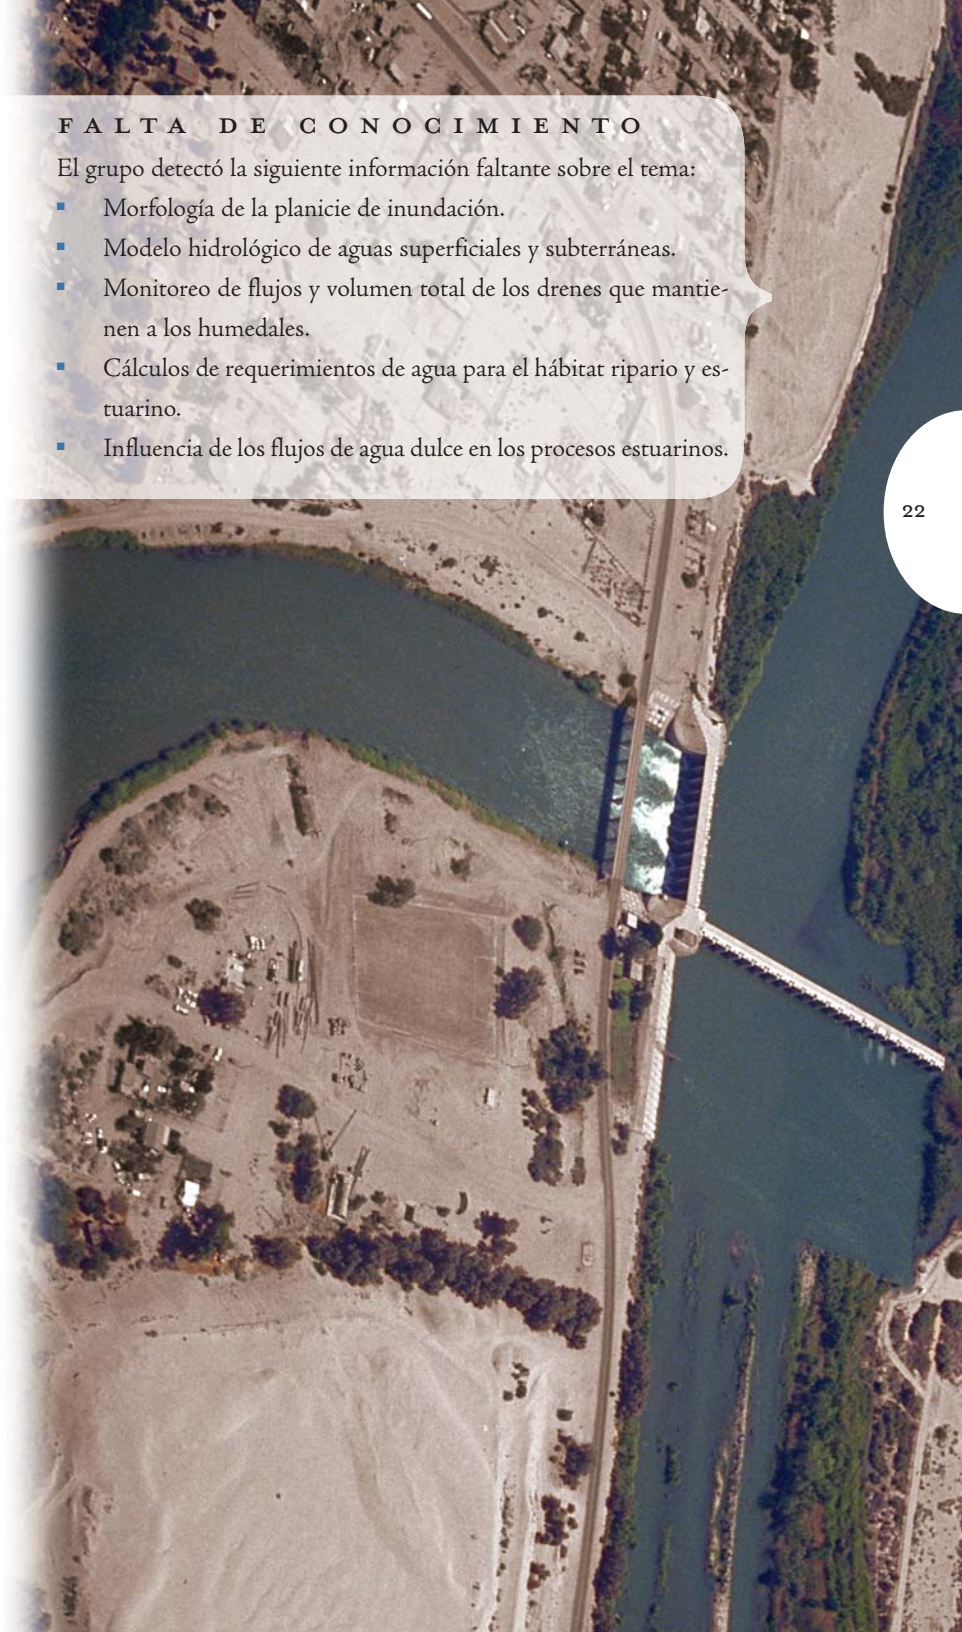 FALTA DE CONOCIMIENTO
El grupo detectó la siguiente información faltante sobre el tema:
▪ Morfología de la planicie de inundación.
▪ Modelo hidrológico de aguas superficiales y subterráneas.
▪ Monitoreo de flujos y volumen total de los drenes que mantie-
nen a los humedales.
▪ Cálculos de requerimientos de agua para el hábitat ripario y es-
tuarino.
▪ Influencia de los flujos de agua dulce en los procesos estuarinos.
22